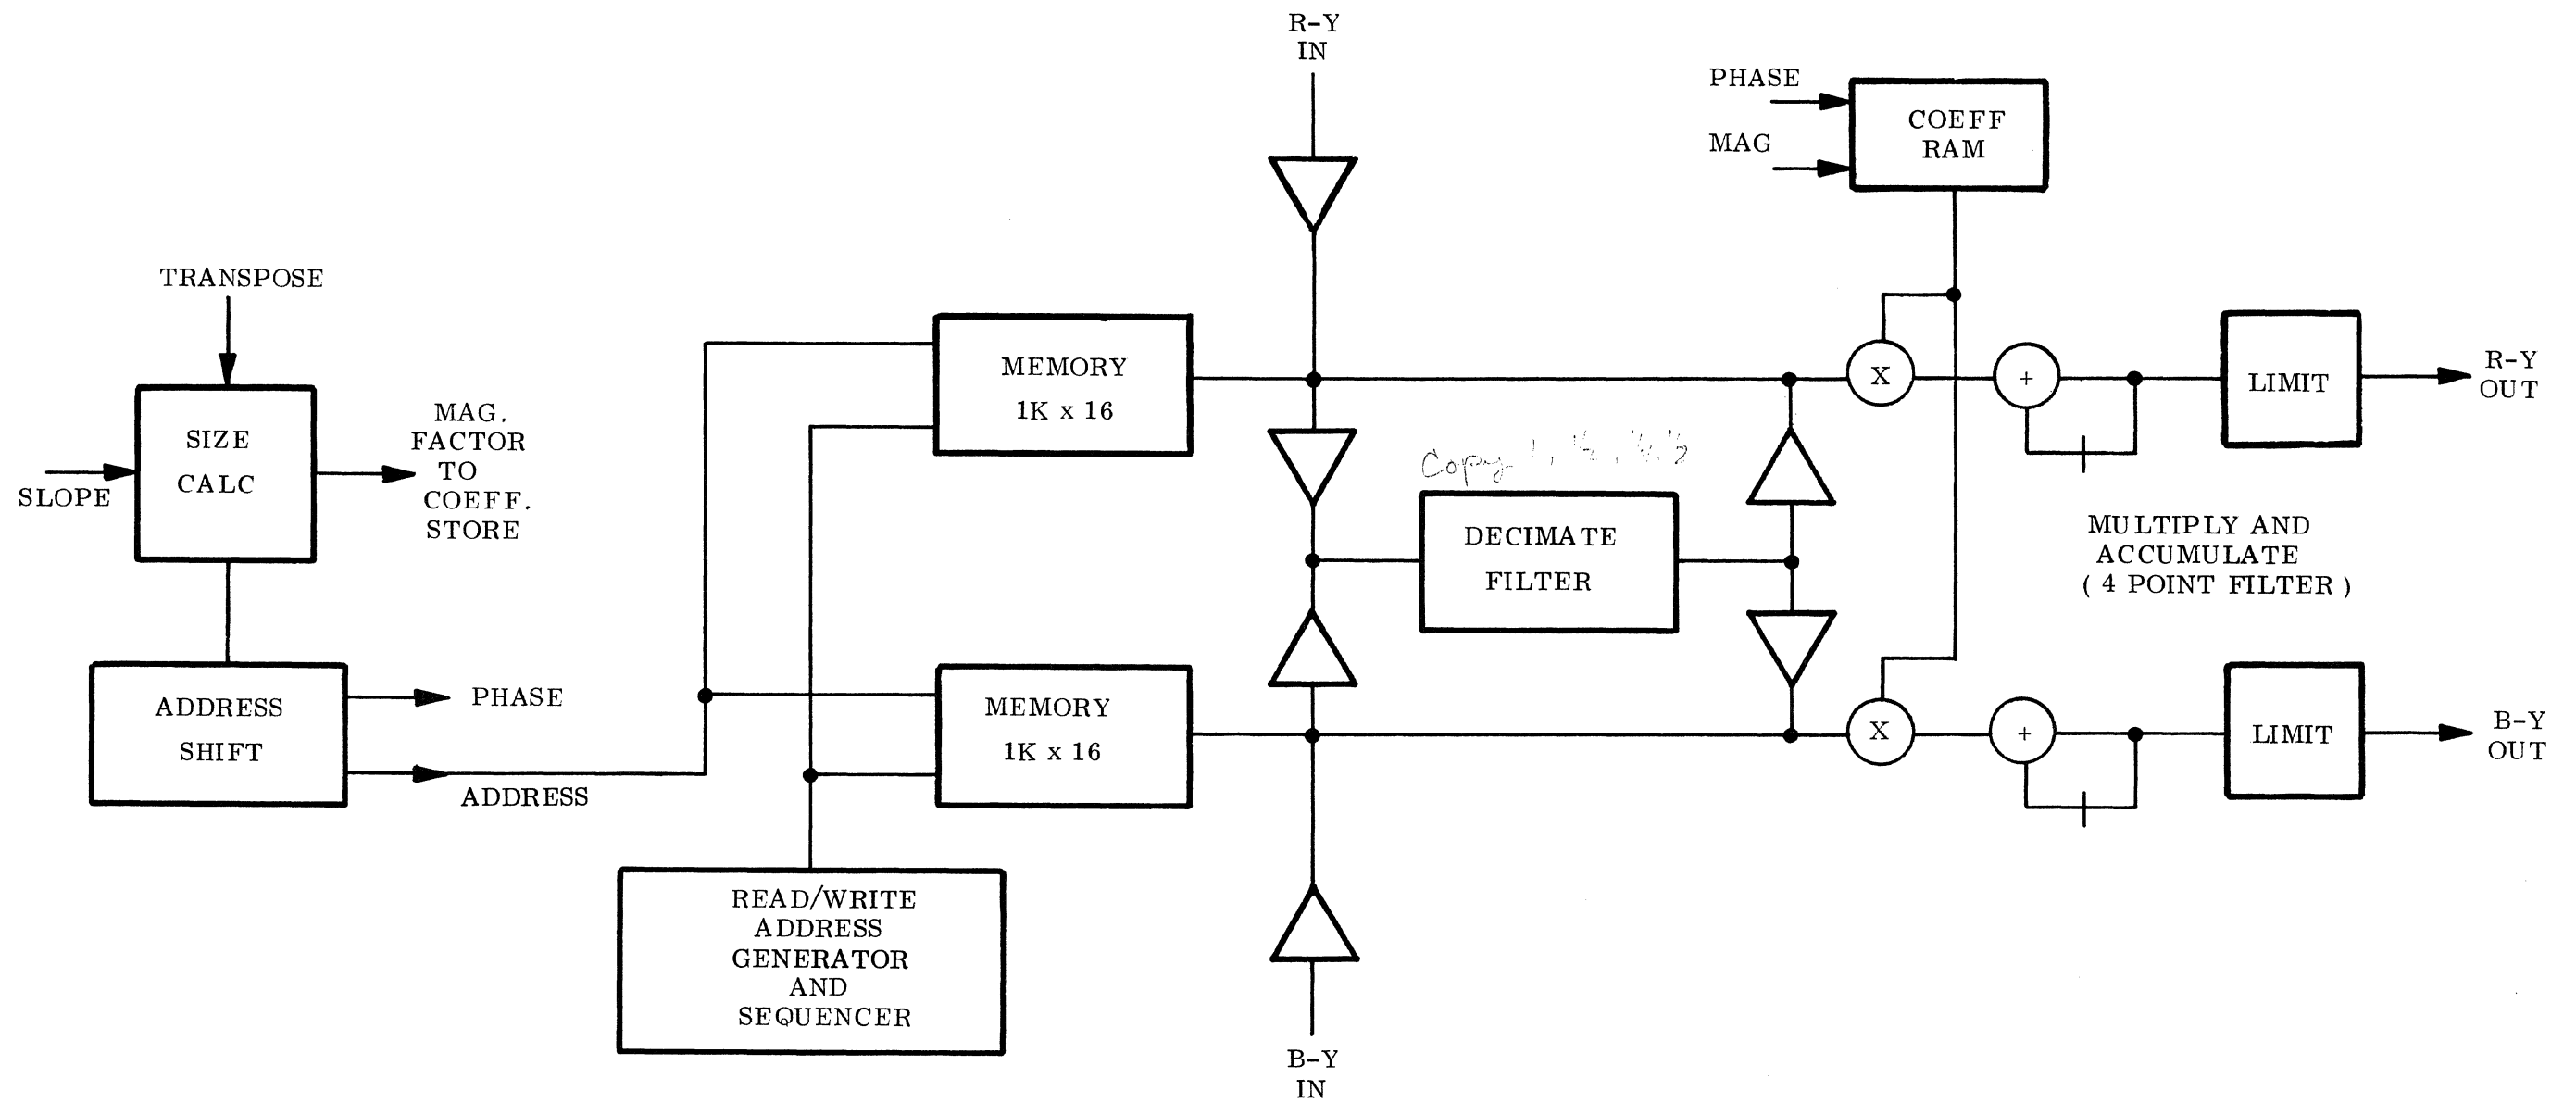 R-Y
IN
PHASE
MAG
COEFF
RAM
TRANSPOSE
SLOPE
SIZE
CALC
MAG.
FACTOR
TO
COEFF.
STORE
MEMORY
1K x 16
X
+
LIMIT
R-Y
OUT
Copy
DECIMATE
FILTER
MULTIPLY AND
ACCUMULATE
( 4 POINT FILTER )
ADDRESS
SHIFT
PHASE
ADDRESS
MEMORY
1K x 16
X
+
LIMIT
B-Y
OUT
READ/WRITE
ADDRESS
GENERATOR
AND
SEQUENCER
B-Y
IN